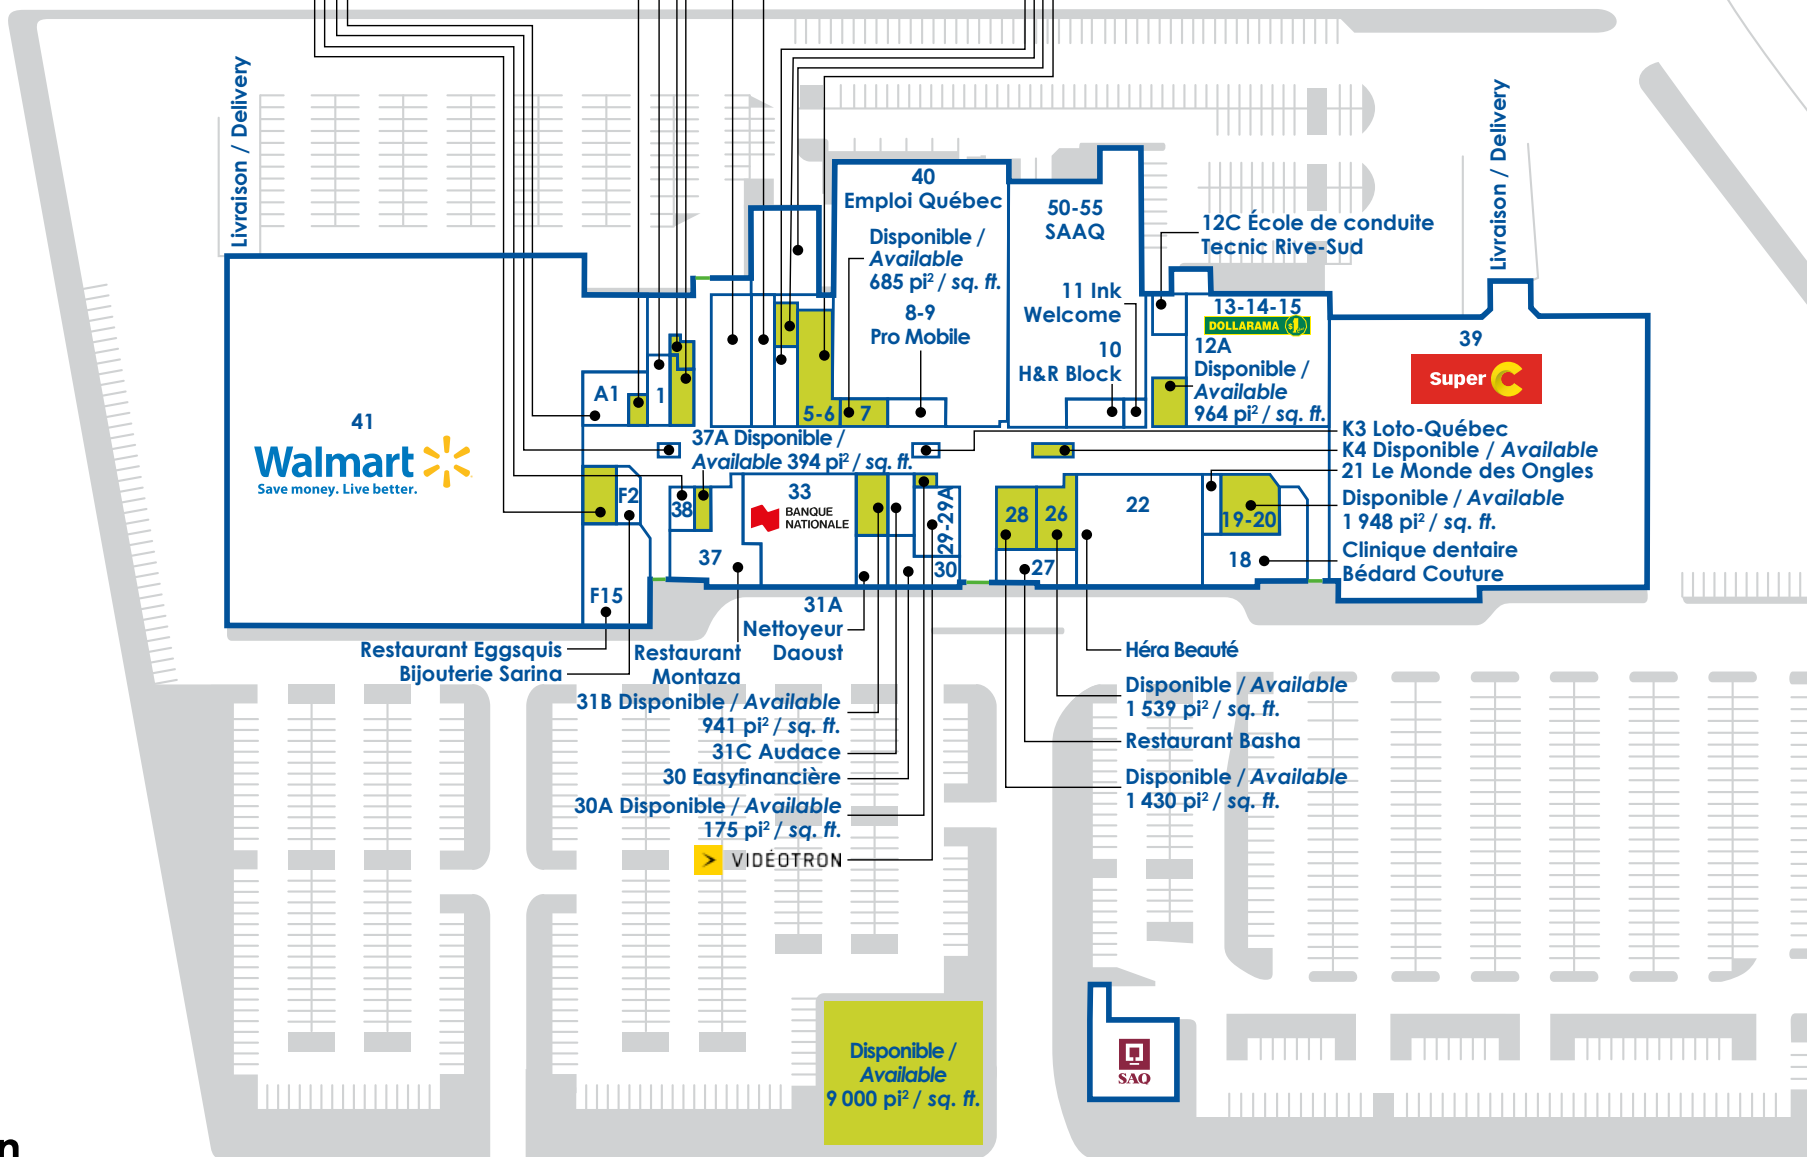 Livraison / Delivery
Livraison / Delivery
40
Emploi Québec
Disponible /
Available
685 pi² / sq. ft.
8-9
Pro Mobile
50-55
SAAQ
11 Ink
Welcome
10
H&R Block
12C École de conduite
Tecnic Rive-Sud
13-14-15
DOLLARAMA
12A
Disponible /
Available
964 pi² / sq. ft.
39
Super C
41
Walmart
Save money. Live better.
A1
1
5-6
7
37A Disponible /
Available 394 pi² / sq. ft.
K3 Loto-Québec
K4 Disponible / Available
21 Le Monde des Ongles
Disponible / Available
1 948 pi² / sq. ft.
Clinique dentaire
Bédard Couture
F2
38
33
BANQUE
NATIONALE
29-29A
28
26
22
19-20
37
30
27
18
F15
31A
Nettoyeur
Daoust
Restaurant Eggsquis
Bijouterie Sarina
Restaurant
Montaza
31B Disponible / Available
941 pi² / sq. ft.
31C Audace
30 Easyfinancière
30A Disponible / Available
175 pi² / sq. ft.
VIDÉOTRON
Héra Beauté
Disponible / Available
1 539 pi² / sq. ft.
Restaurant Basha
Disponible / Available
1 430 pi² / sq. ft.
Disponible /
Available
9 000 pi² / sq. ft.
SAQ
n